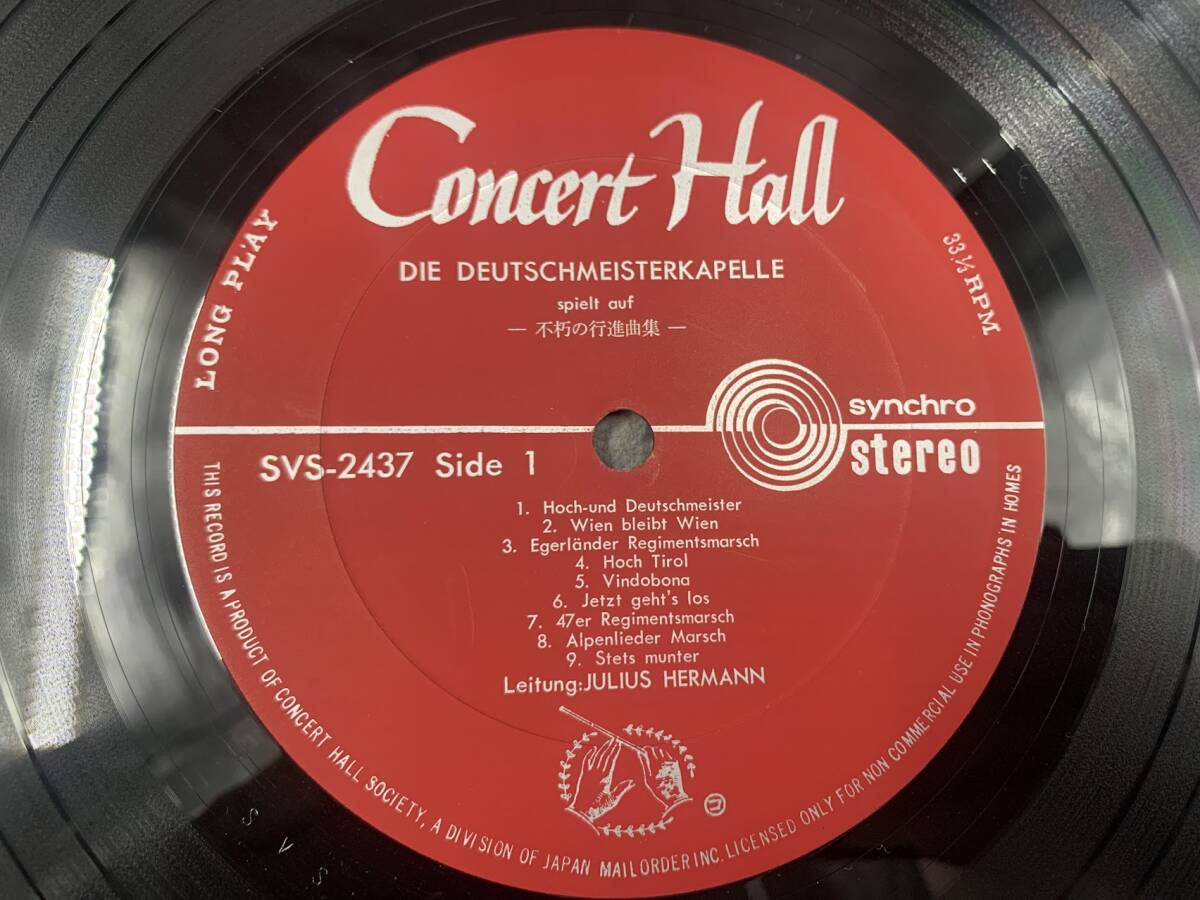 Concert Hall
DIE DEUTSCHMEISTERKAPELLE
spielt auf
— 不朽の行進曲集 —
LONG PLAY
33⅓ RPM
synchro
stereo
SVS-2437 Side 1
1. Hoch-und Deutschmeister
2. Wien bleibt Wien
3. Egerländer Regimentsmarsch
4. Hoch Tirol
5. Vindobona
6. Jetzt geht's los
7. 47er Regimentsmarsch
8. Alpenlieder Marsch
9. Stets munter
Leitung:JULIUS HERMANN
コ
THIS RECORD IS A PRODUCT OF CONCERT HALL SOCIETY, A DIVISION OF JAPAN MAIL ORDER INC. LICENSED ONLY FOR NON COMMERCIAL USE IN PHONOGRAPHS IN HOMES
S V S